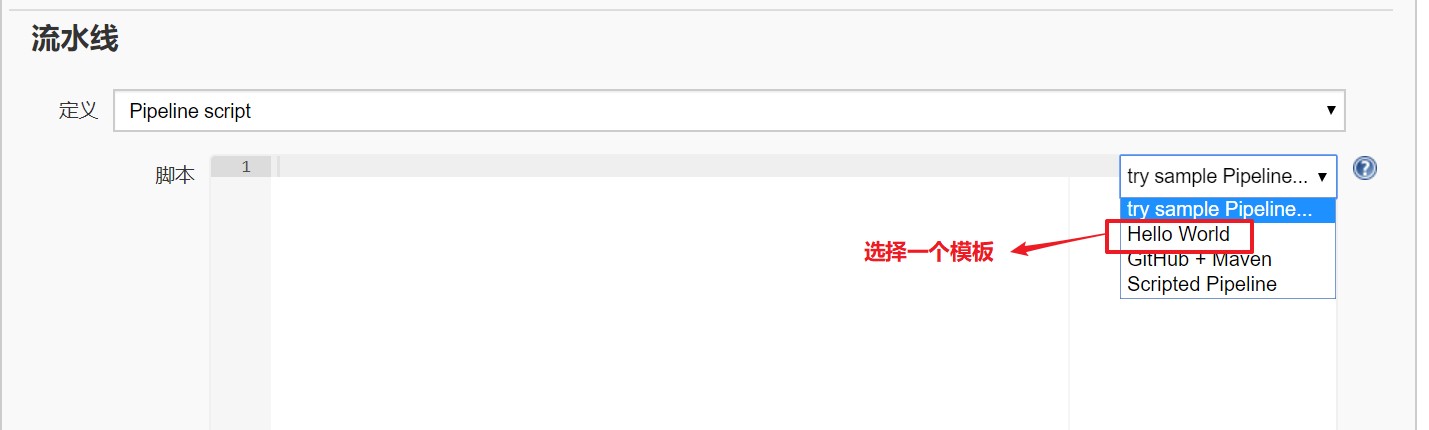 流水线
定义 Pipeline script
脚本 1 try sample Pipeline...
try sample Pipeline...
Hello World
选择一个模板
GitHub + Maven
Scripted Pipeline